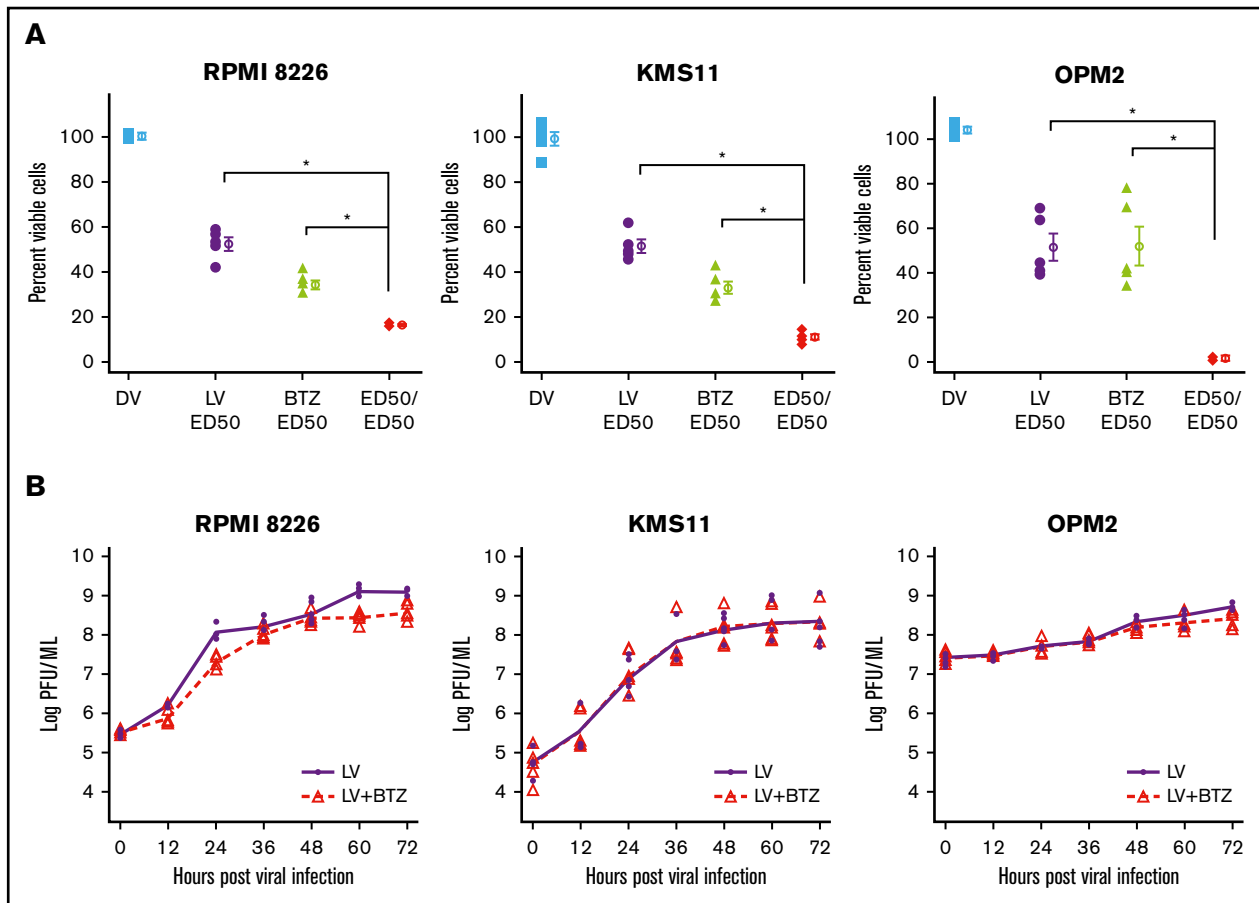 A
RPMI 8226
KMS11
OPM2
Percent viable cells
100
80
60
40
20
0
*
*
DV
LV
ED50
BTZ
ED50
ED50/
ED50
Percent viable cells
100
80
60
40
20
0
*
*
DV
LV
ED50
BTZ
ED50
ED50/
ED50
Percent viable cells
100
80
60
40
20
0
*
*
DV
LV
ED50
BTZ
ED50
ED50/
ED50
B
RPMI 8226
KMS11
OPM2
Log PFU/ML
10
9
8
7
6
5
4
LV
LV+BTZ
0 12 24 36 48 60 72
Hours post viral infection
Log PFU/ML
10
9
8
7
6
5
4
LV
LV+BTZ
0 12 24 36 48 60 72
Hours post viral infection
Log PFU/ML
10
9
8
7
6
5
4
LV
LV+BTZ
0 12 24 36 48 60 72
Hours post viral infection